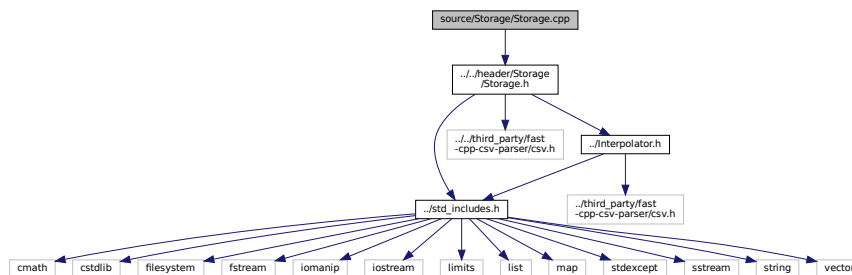 source/Storage/Storage.cpp
../../header/Storage
/Storage.h
../../third_party/fast
-cpp-csv-parser/csv.h
../Interpolator.h
../third_party/fast
-cpp-csv-parser/csv.h
../std_includes.h
cmath
cstdlib
filesystem
fstream
iomanip
iostream
limits
list
map
stdexcept
sstream
string
vector